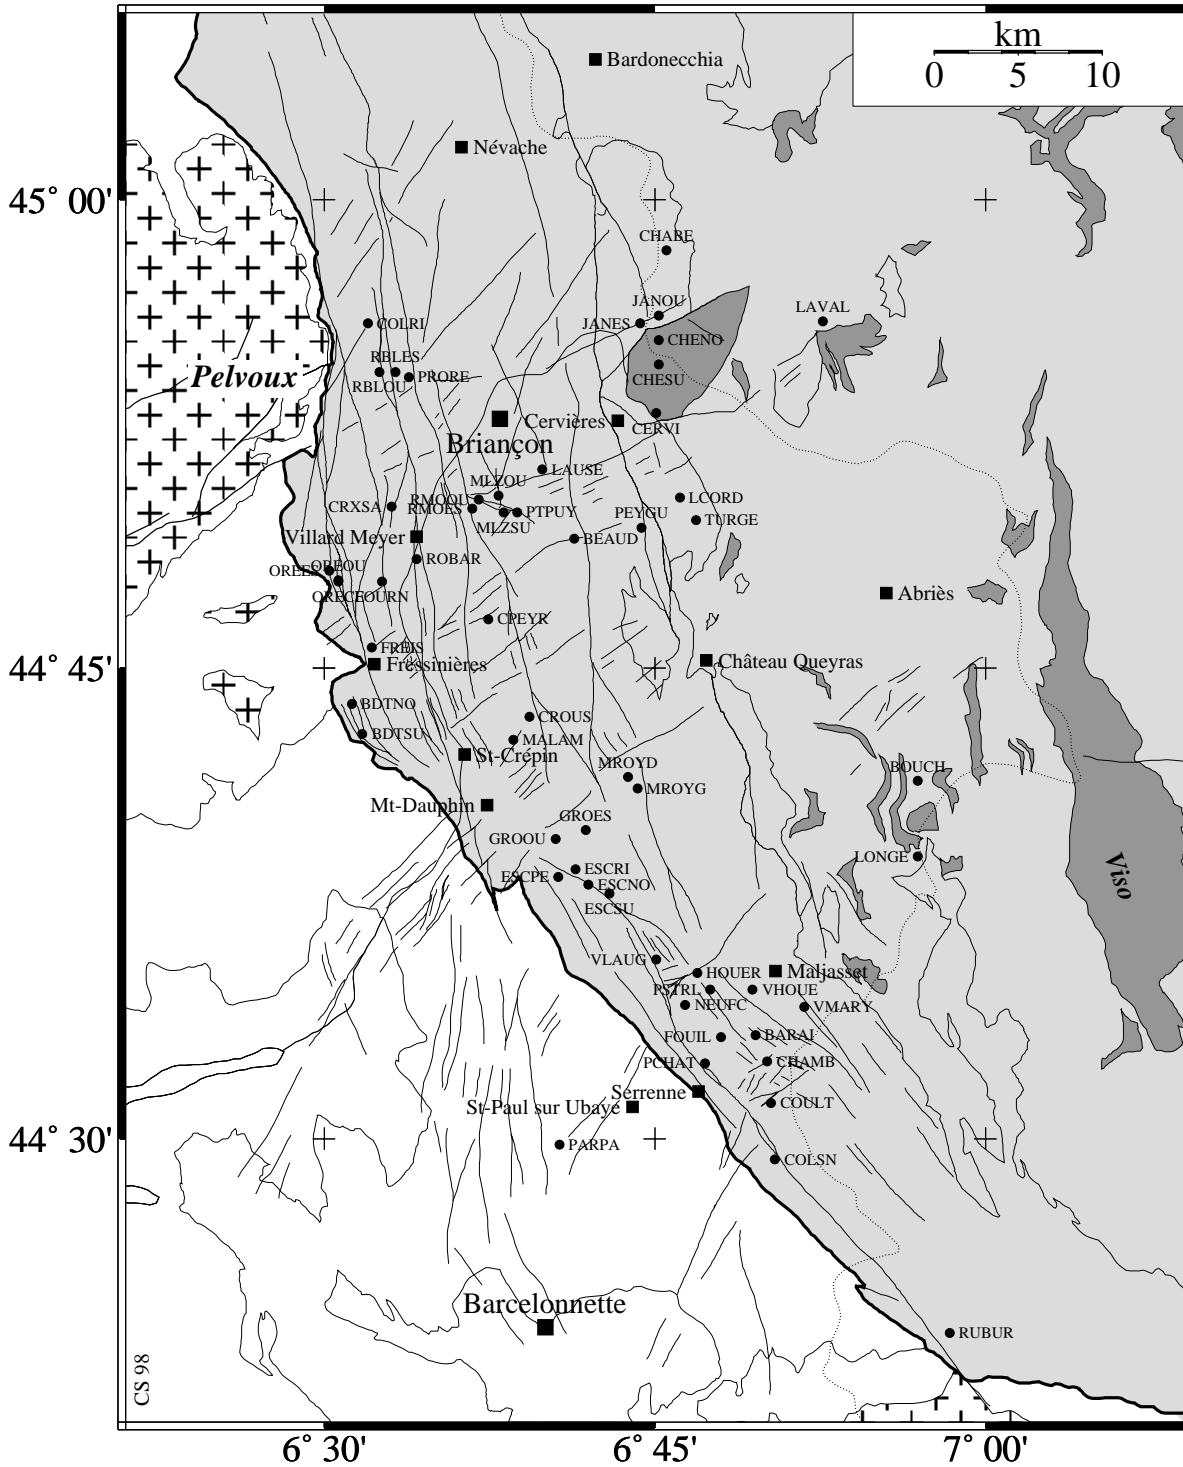 km
0 5 10
Bardonecchia
Névache
45° 00'
CHABE
JANOU
LAVAL
COLRI
JANES
CHENO
RBLES
Pelvoux
RBLOU
PRORE
CHESU
Cervières
CERVI
Briançon
LAUSE
MLZOU
RMOOU
LCORD
CRXSA
RMOES
PTPUY
PEYGU
TURGE
MLZSU
Villard Meyer
BEAUD
ROBAR
OREOU
OREES
Abriès
ORECE
FOURN
CPEYR
FREIS
44° 45'
Fressinières
Château Queyras
BDTNO
CROUS
BDTSU
MALAM
St-Crépin
MROYD
BOUCH
MROYG
Mt-Dauphin
GROES
GROOU
LONGE
Viso
ESCRI
ESCPE
ESCNO
ESCSU
VLAUG
HOUER
Maljasset
PSTRL
VHOUE
NEUFC
VMARY
FOUIL
BARAI
PCHAT
CHAMB
Serrenne
COULT
St-Paul sur Ubaye
44° 30'
PARPA
COLSN
Barcelonnette
RUBUR
CS 98
6° 30' 6° 45' 7° 00'